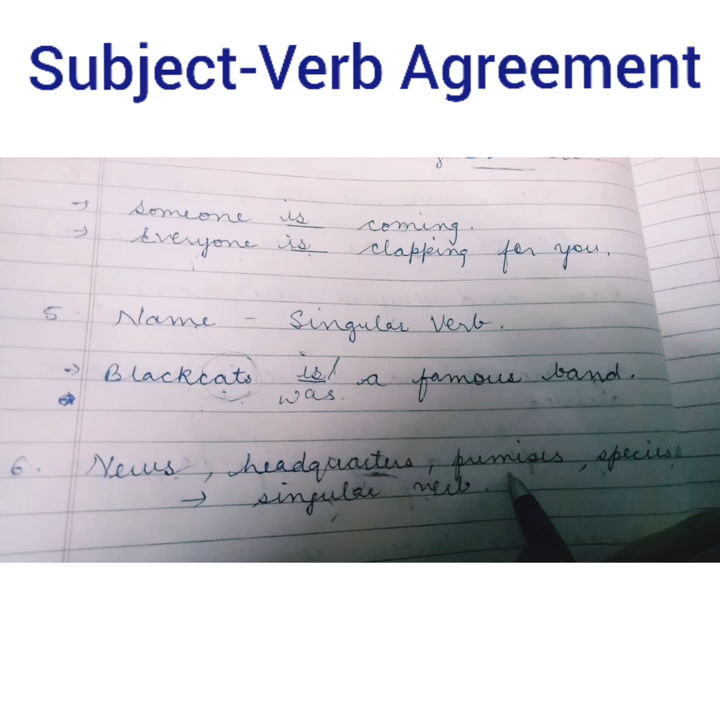 Subject-Verb Agreement
→ Someone is coming.
→ Everyone is clapping for you.
5. Name - Singular Verb.
→ Blackcats is/ a famous band.
was.
6. News, headquarters, premises, species
→ singular verb.